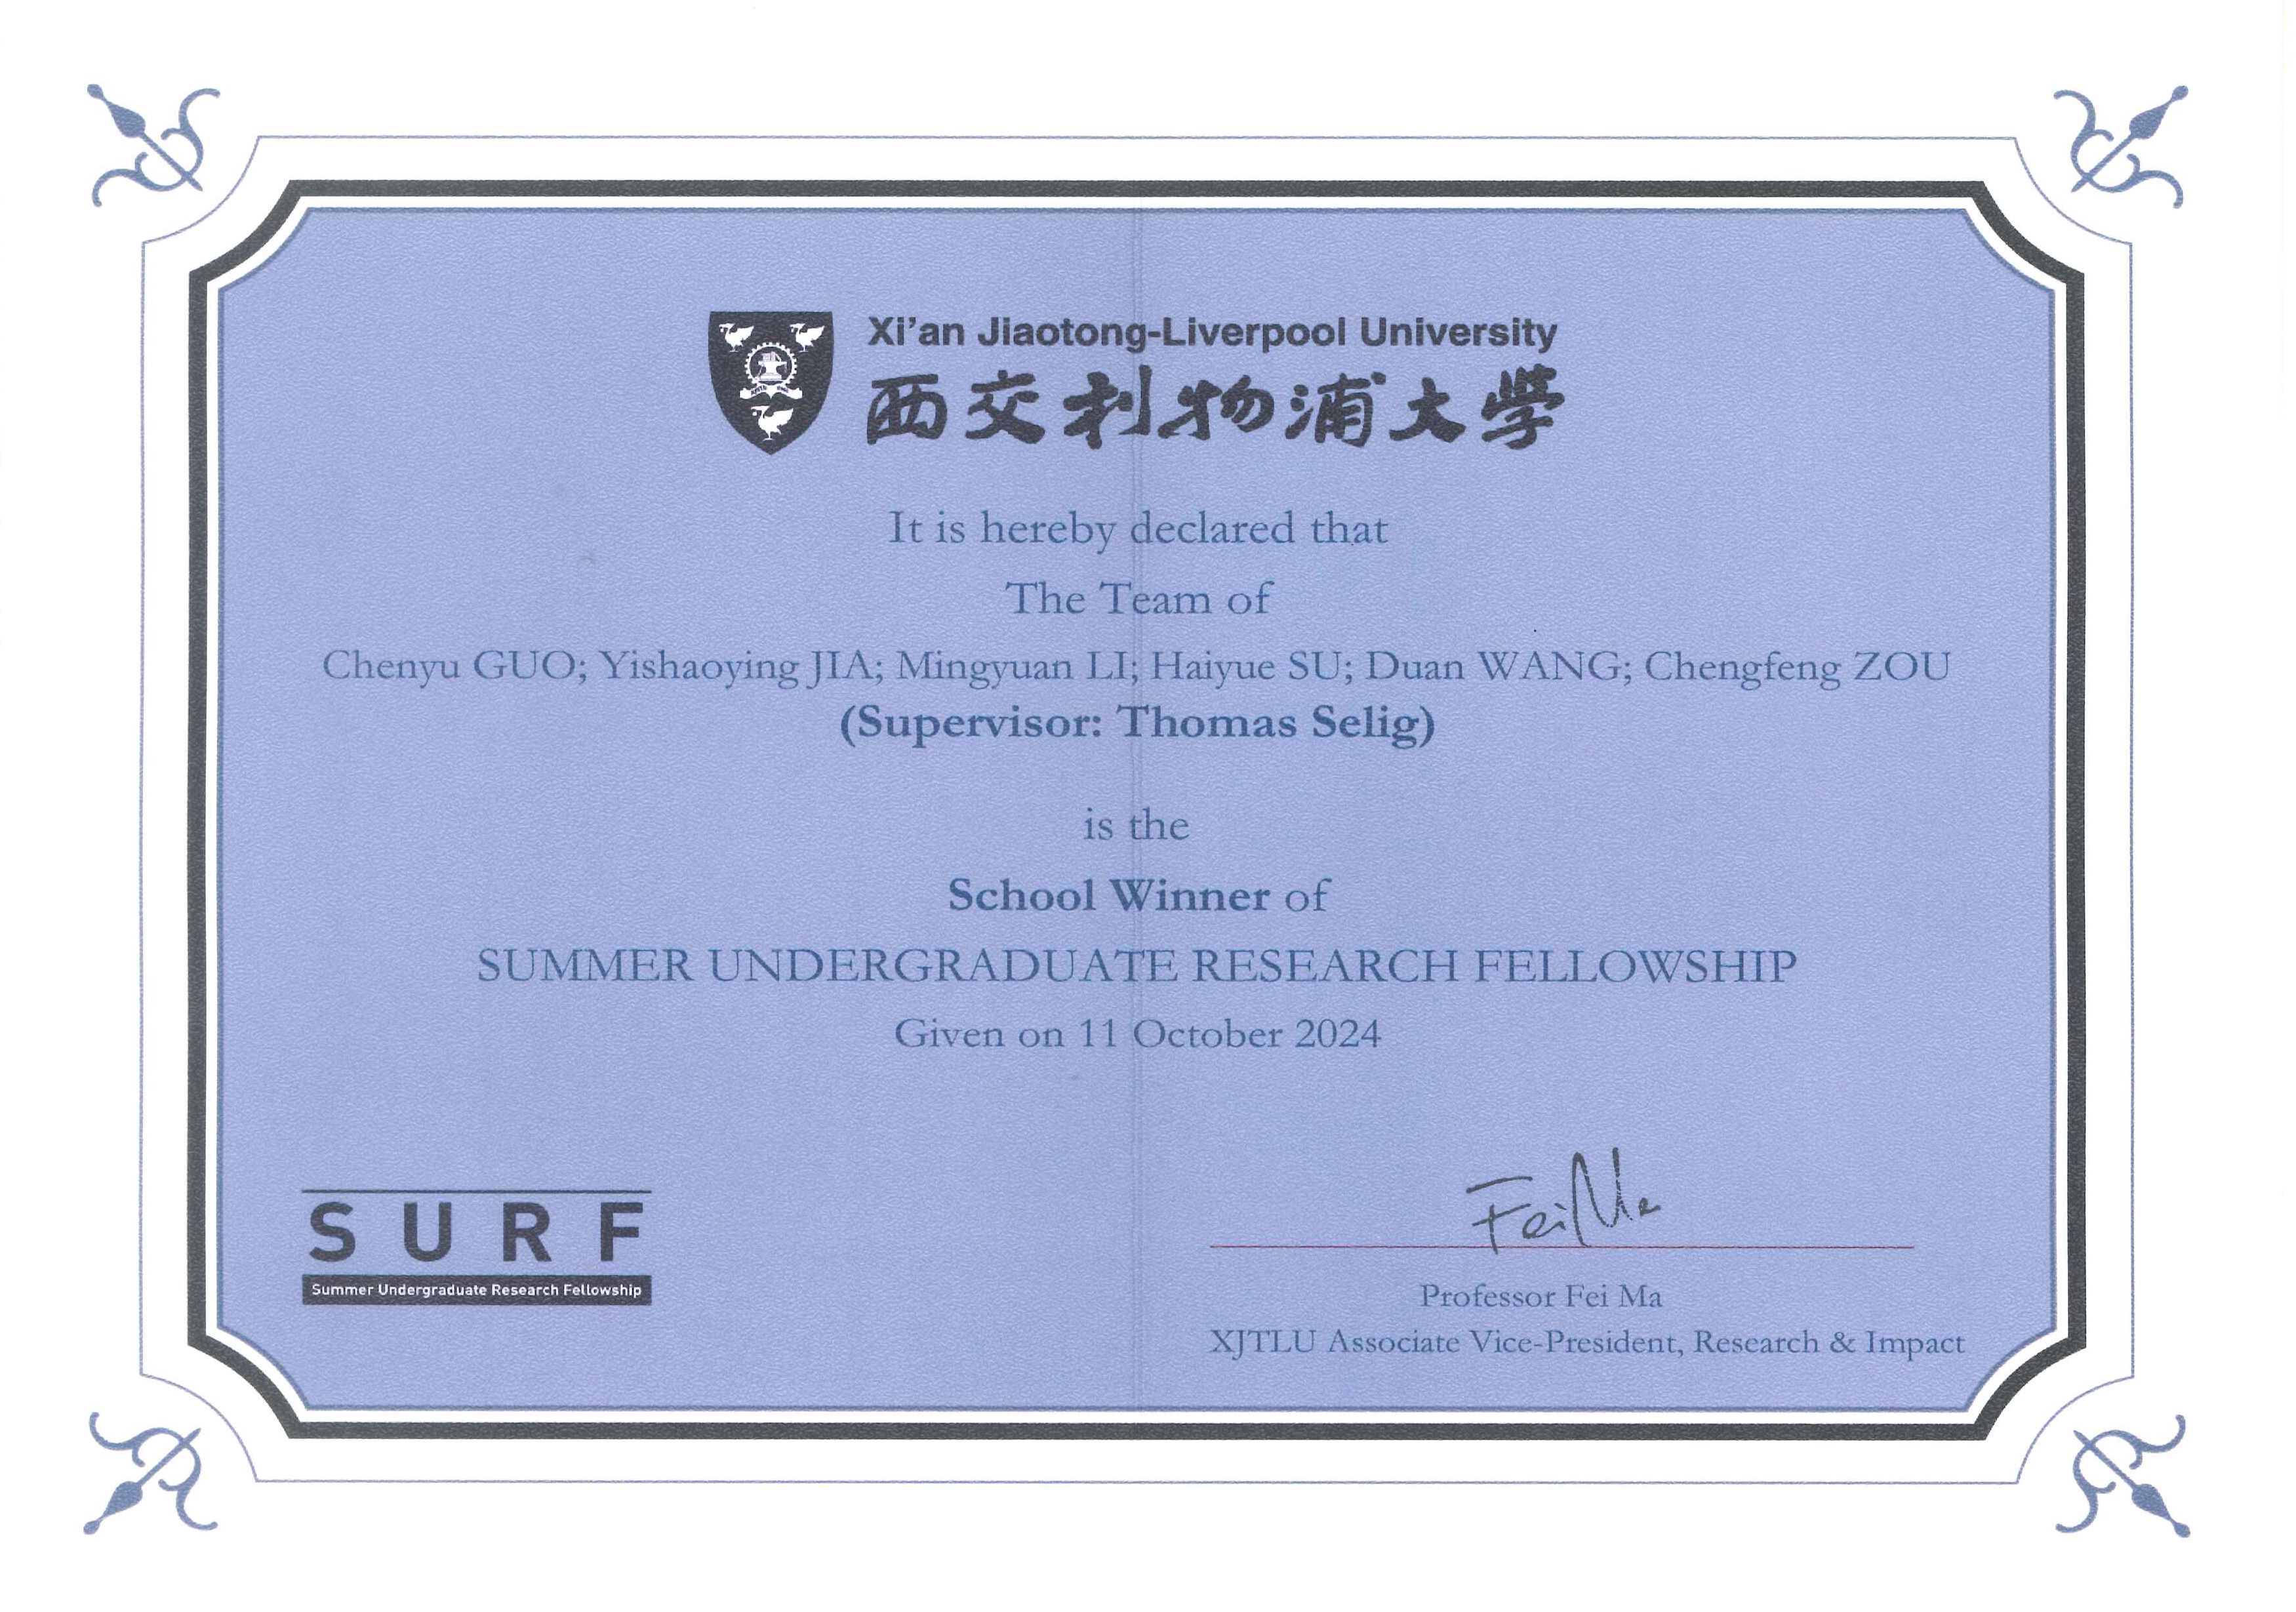 Xi'an Jiaotong-Liverpool University
西交利物浦大學
It is hereby declared that
The Team of
Chenyu GUO; Yishaoying JIA; Mingyuan LI; Haiyue SU; Duan WANG; Chengfeng ZOU
(Supervisor: Thomas Selig)
is the
School Winner of
SUMMER UNDERGRADUATE RESEARCH FELLOWSHIP
Given on 11 October 2024
SURF
Summer Undergraduate Research Fellowship
Fei Ma
Professor Fei Ma
XJTLU Associate Vice-President, Research & Impact